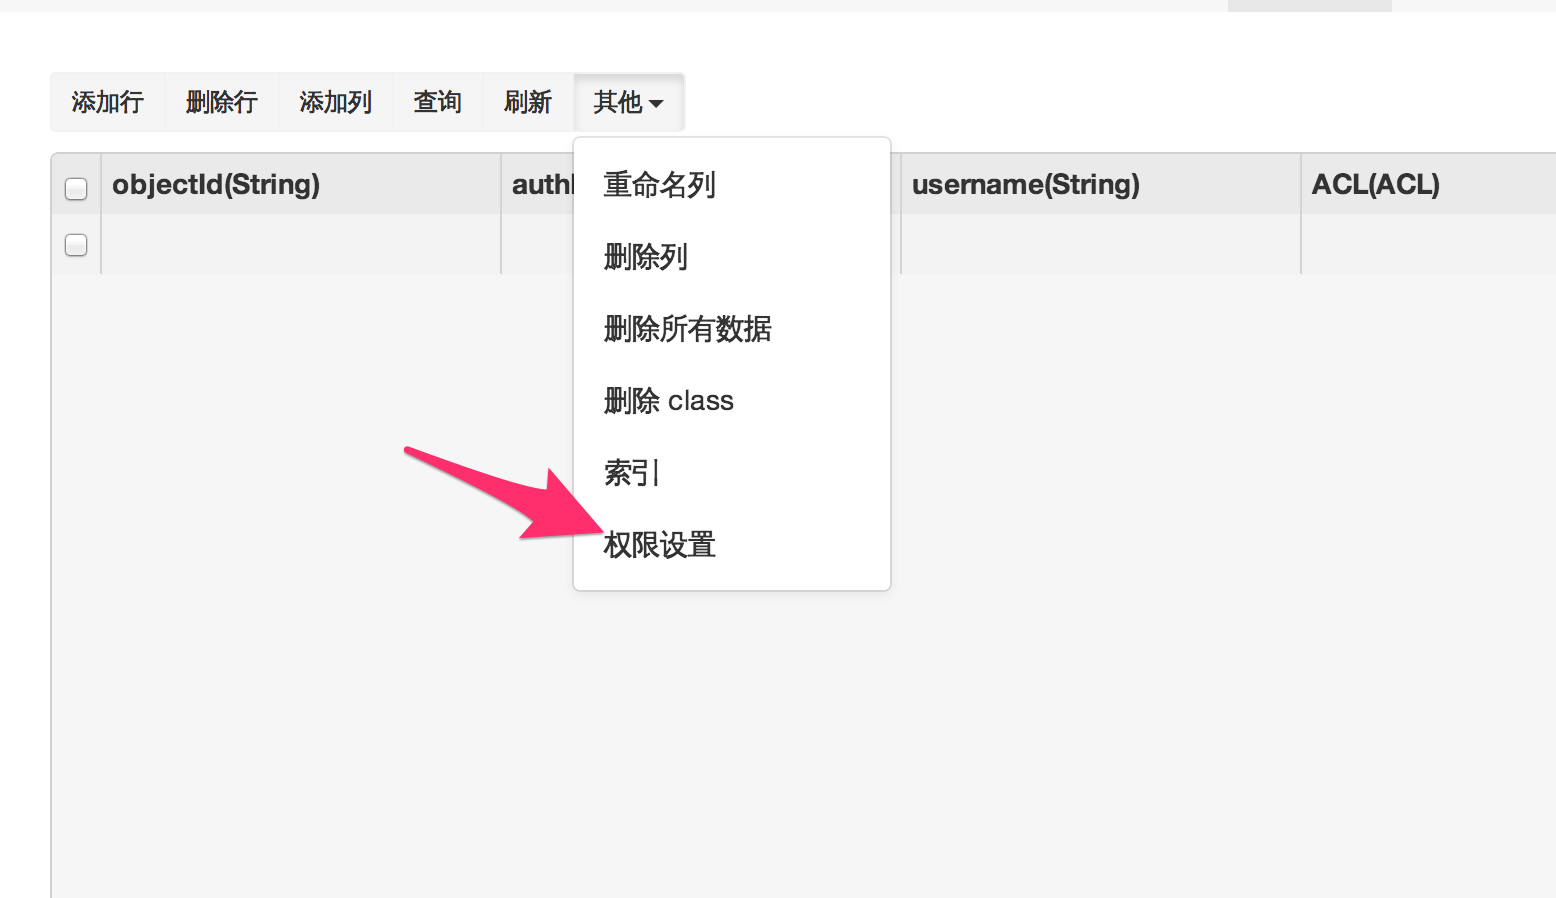 添加行 删除行 添加列 查询 刷新 其他
objectId(String) username(String) ACL(ACL)
重命名列
删除列
删除所有数据
删除 class
索引
权限设置